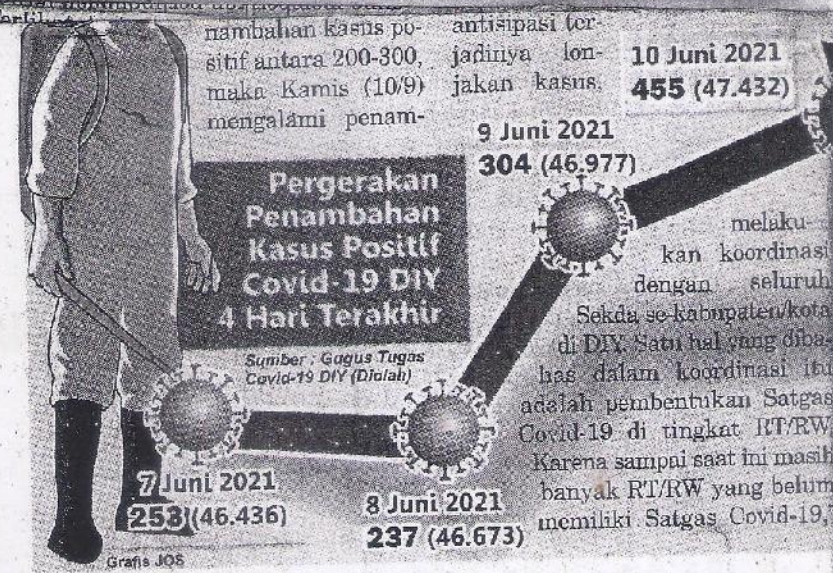 nambahan kasus po-
sitif antara 200-300,
maka Kamis (10/9)
mengalami penam-
antisipasi ter-
jadinya lon-
jakan kasus,
10 Juni 2021
455 (47.432)
9 Juni 2021
304 (46.977)
Pergerakan
Penambahan
Kasus Positif
Covid-19 DIY
4 Hari Terakhir
Sumber : Gugus Tugas
Covid-19 DIY (Diolah)
7 Juni 2021
253 (46.436)
8 Juni 2021
237 (46.673)
melaku-
kan koordinasi
dengan seluruh
Sekda se-kabupaten/kota
di DIY. Satu hal yang diba-
has dalam koordinasi itu
adalah pembentukan Satgas
Covid-19 di tingkat RT/RW.
Karena sampai saat ini masih
banyak RT/RW yang belum
memiliki Satgas Covid-19,
Grafis JOS